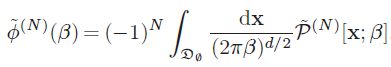 $\tilde{\phi}^{(N)}(\beta) = (-1)^N \int_{\mathfrak{D}_{\emptyset}} \frac{\mathrm{d}\mathbf{x}}{(2\pi\beta)^{d/2}} \tilde{\mathcal{P}}^{(N)}[\mathbf{x};\beta]$